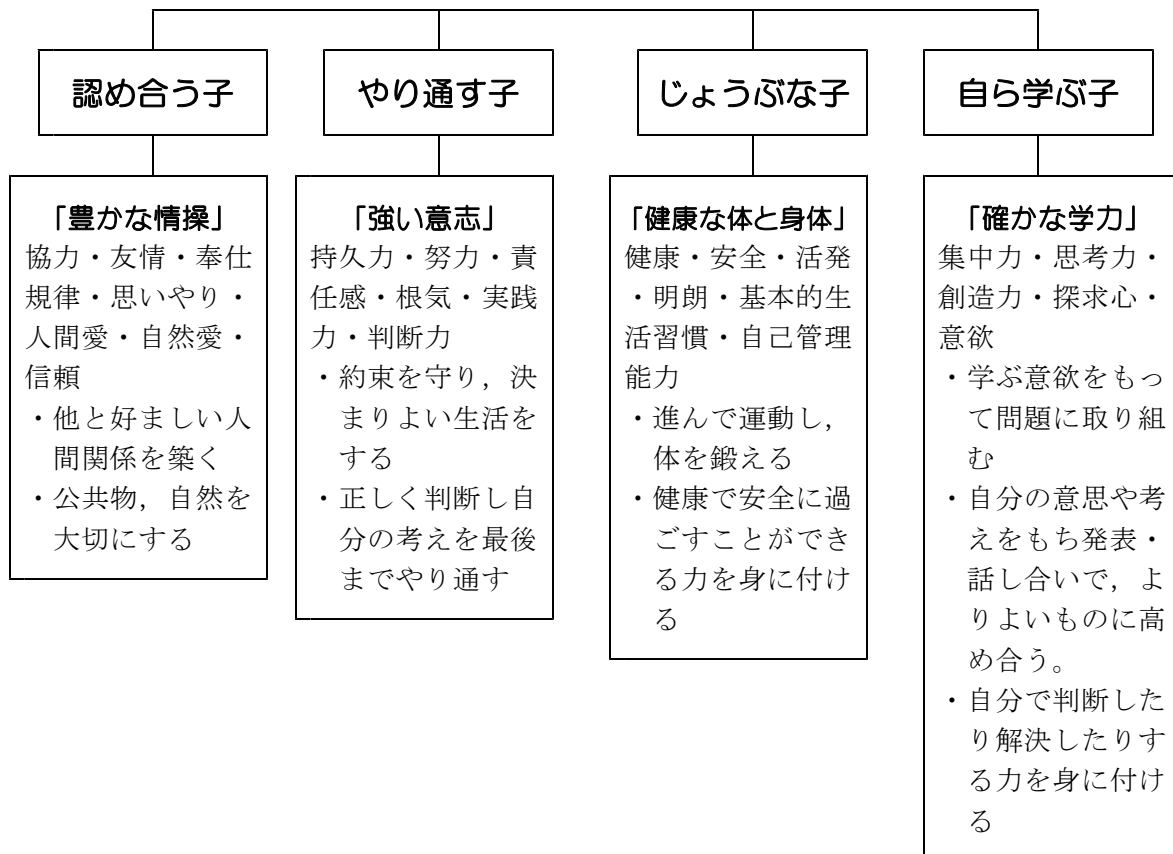 認め合う子
やり通す子
じょうぶな子
自ら学ぶ子
「豊かな情操」
協力・友情・奉仕
規律・思いやり・
人間愛・自然愛・
信頼
・他と好ましい人
間関係を築く
・公共物，自然を
大切にする
「強い意志」
持久力・努力・責
任感・根気・実践
力・判断力
・約束を守り，決
まりよい生活を
する
・正しく判断し自
分の考えを最後
までやり通す
「健康な体と身体」
健康・安全・活発
・明朗・基本的生
活習慣・自己管理
能力
・進んで運動し，
体を鍛える
・健康で安全に過
ごすことができ
る力を身に付け
る
「確かな学力」
集中力・思考力・
創造力・探求心・
意欲
・学ぶ意欲をもっ
て問題に取り組
む
・自分の意思や考
えをもち発表・
話し合いで，よ
りよいものに高
め合う。
・自分で判断した
り解決したりす
る力を身に付け
る